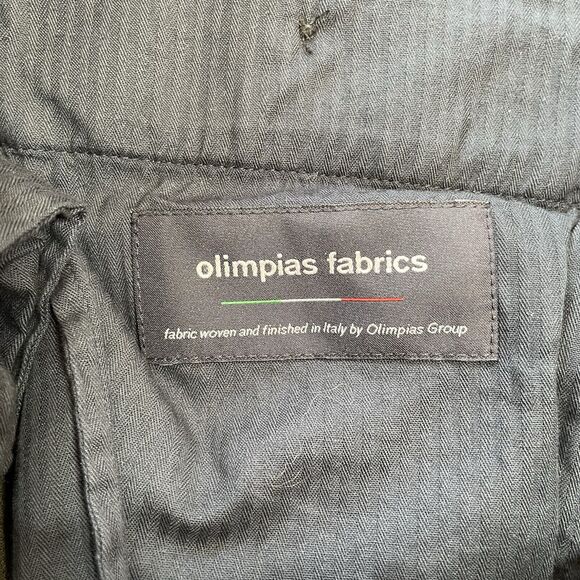 olimpias fabrics
fabric woven and finished in Italy by Olimpias Group